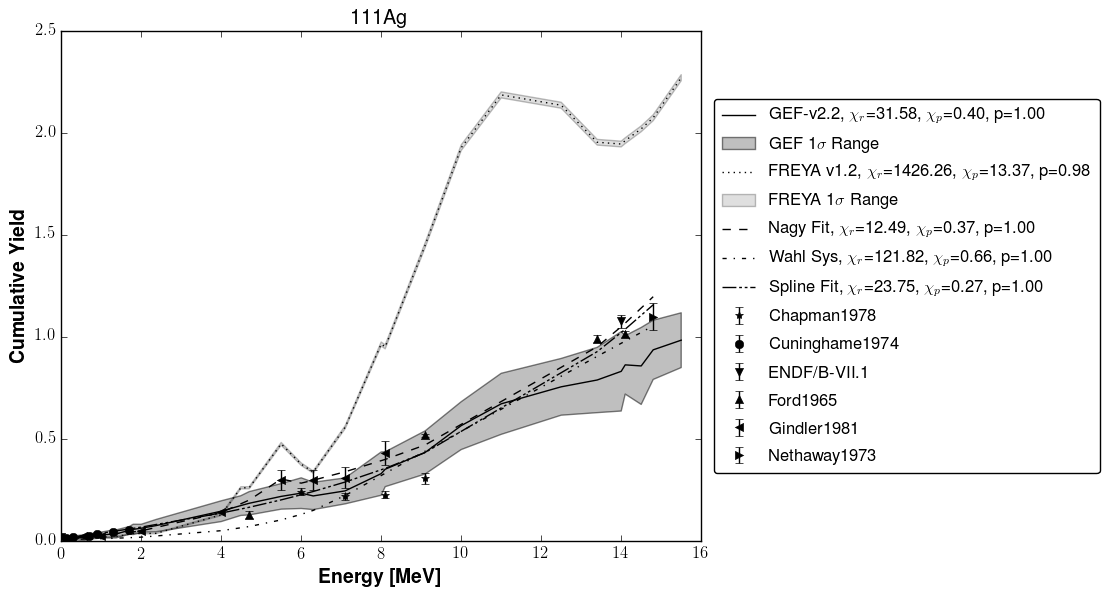 111Ag
Cumulative Yield
2.5
2.0
1.5
1.0
0.5
0.0
0 2 4 6 8 10 12 14 16
Energy [MeV]
GEF-v2.2, χr=31.58, χp=0.40, p=1.00
GEF 1σ Range
FREYA v1.2, χr=1426.26, χp=13.37, p=0.98
FREYA 1σ Range
Nagy Fit, χr=12.49, χp=0.37, p=1.00
Wahl Sys, χr=121.82, χp=0.66, p=1.00
Spline Fit, χr=23.75, χp=0.27, p=1.00
Chapman1978
Cuninghame1974
ENDF/B-VII.1
Ford1965
Gindler1981
Nethaway1973